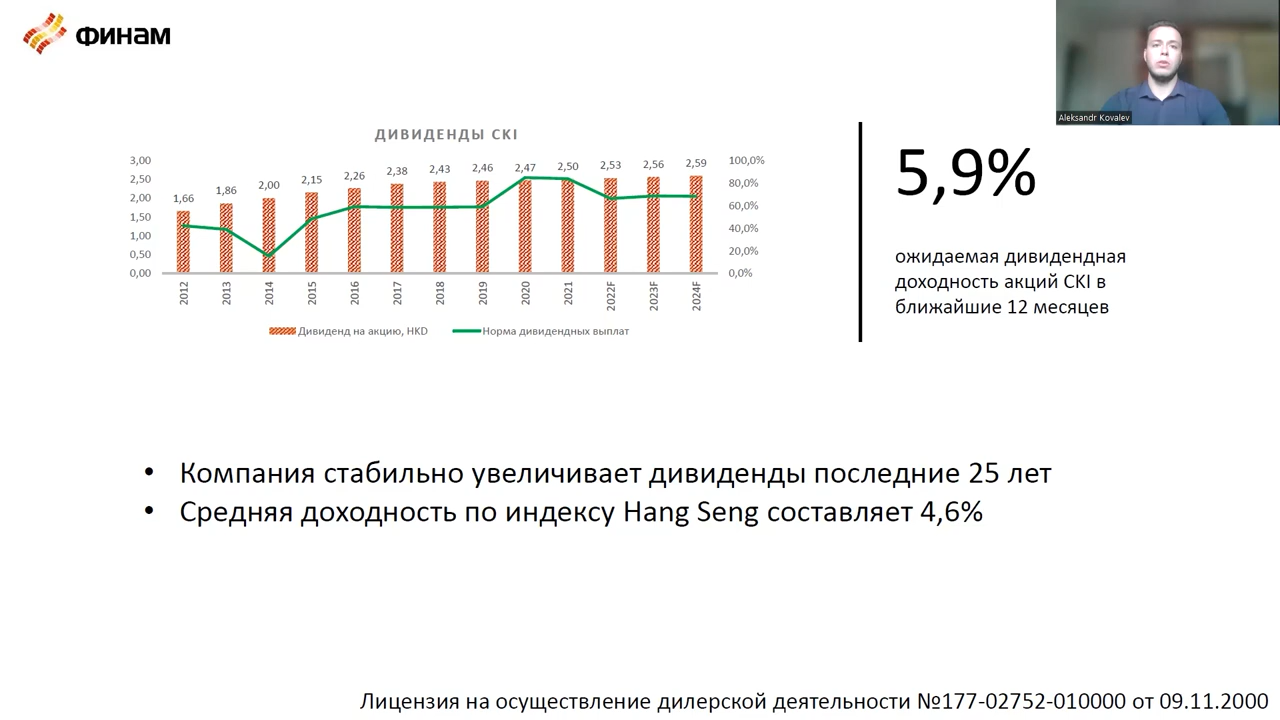 ФИНАМ
Aleksandr Kovalev
ДИВИДЕНДЫ CKI
3,00
2,50
2,00
1,50
1,00
0,50
0,00
1,66
1,86
2,00
2,15
2,26
2,38
2,43
2,46
2,47
2,50
2,53
2,56
2,59
100,0%
80,0%
60,0%
40,0%
20,0%
0,0%
2012
2013
2014
2015
2016
2017
2018
2019
2020
2021
2022F
2023F
2024F
Дивиденд на акцию, HKD
Норма дивидендных выплат
5,9%
ожидаемая дивидендная
доходность акций CKI в
ближайшие 12 месяцев
• Компания стабильно увеличивает дивиденды последние 25 лет
• Средняя доходность по индексу Hang Seng составляет 4,6%
Лицензия на осуществление дилерской деятельности №177-02752-010000 от 09.11.2000